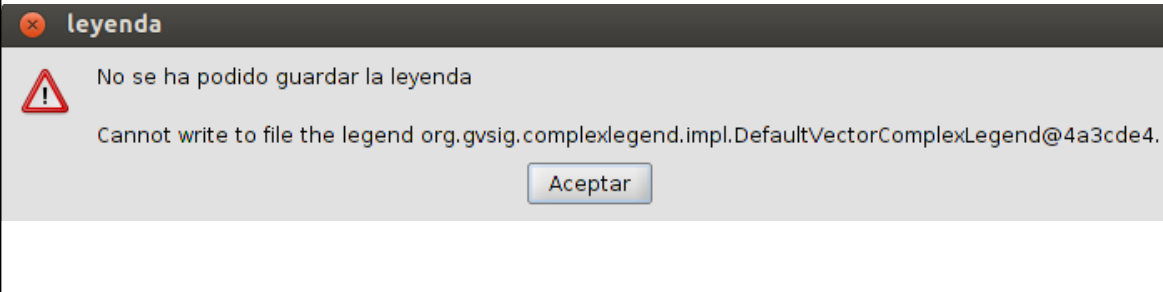 leyenda
No se ha podido guardar la leyenda
Cannot write to file the legend org.gvsig.complexlegend.impl.DefaultVectorComplexLegend@4a3cde4.
Aceptar